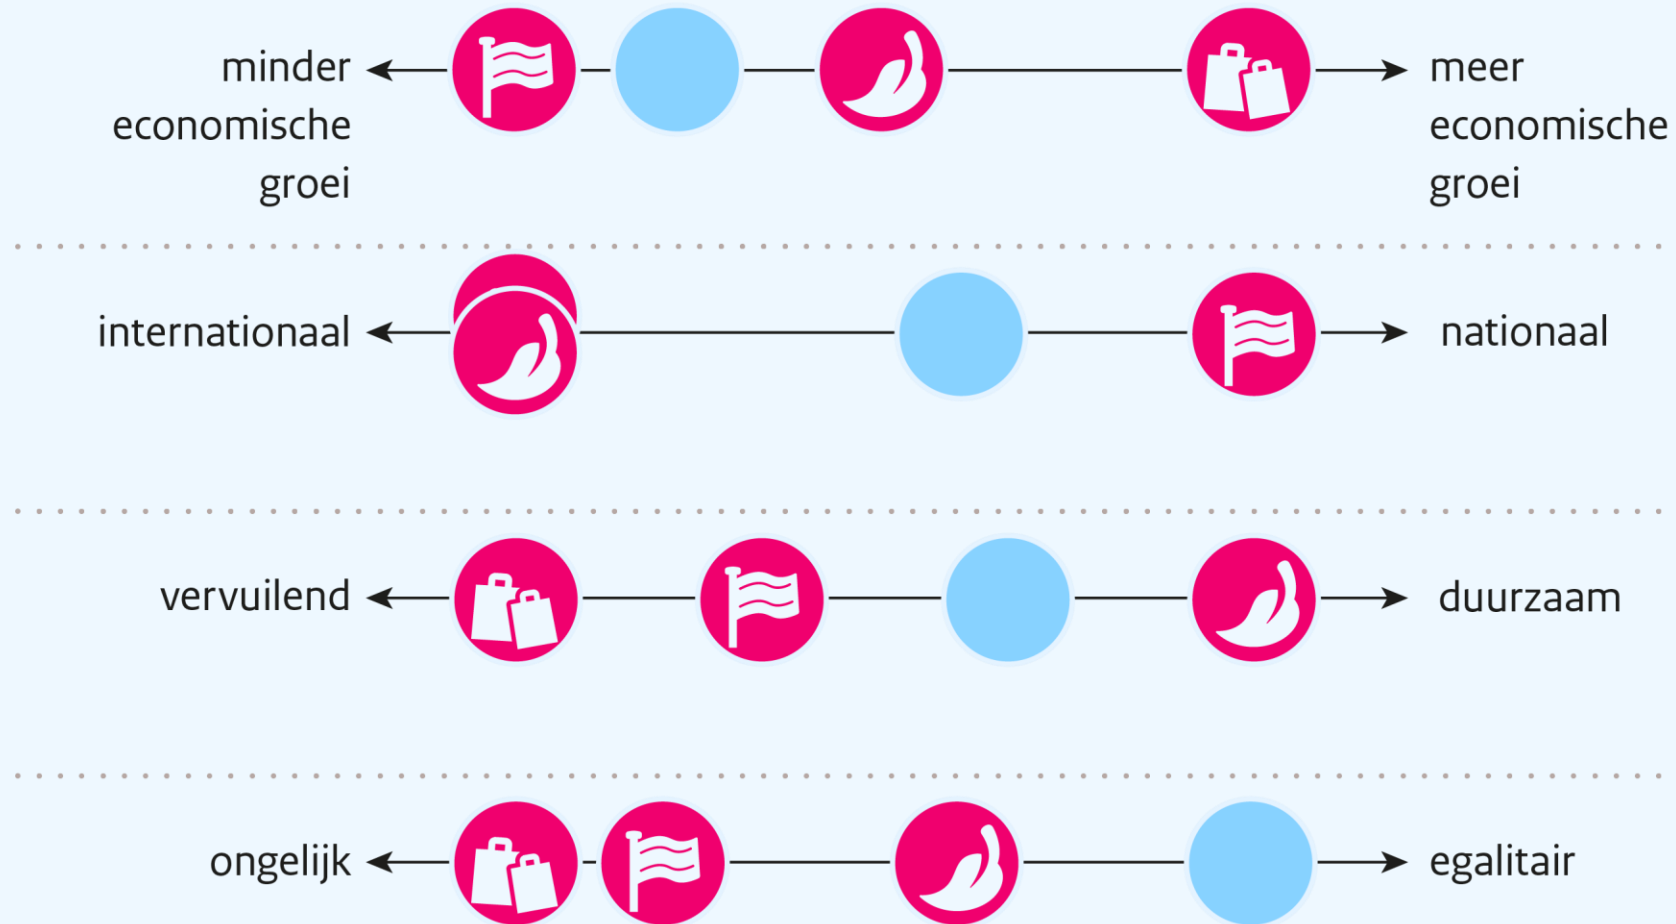 minder
economische
groei
meer
economische
groei
internationaal
nationaal
vervuilend
duurzaam
ongelijk
egalitair